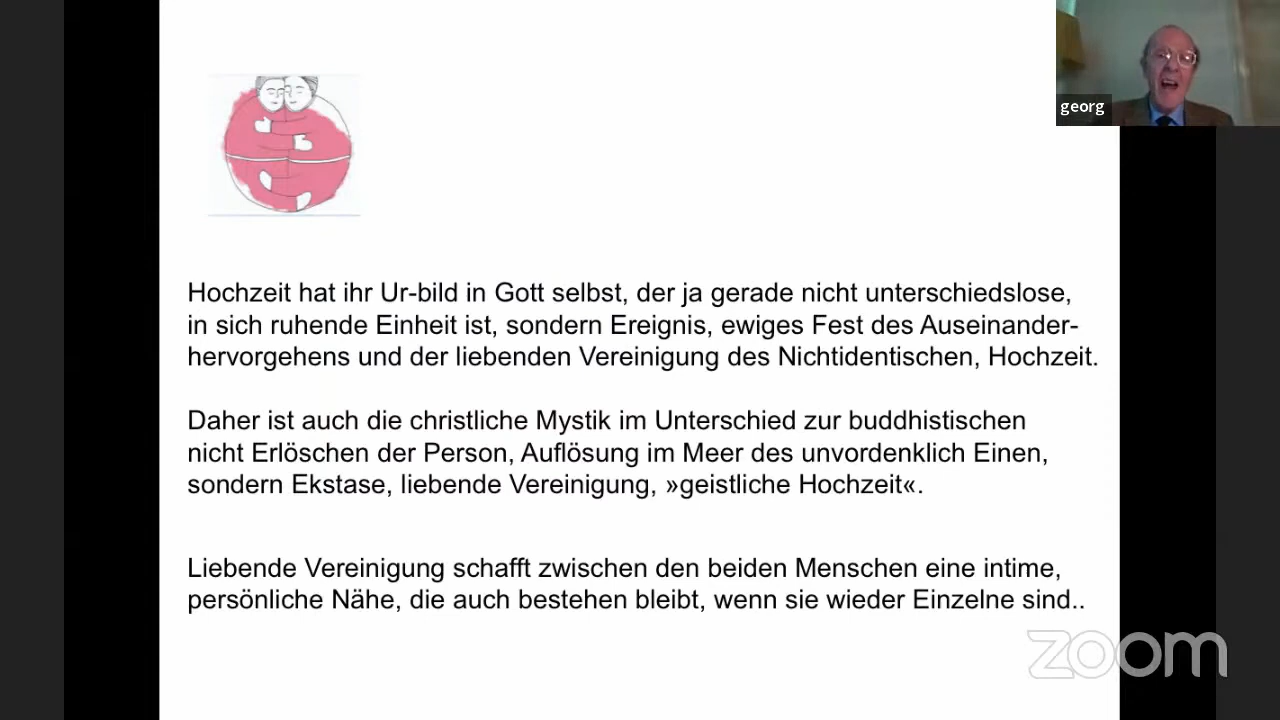 georg
Hochzeit hat ihr Ur-bild in Gott selbst, der ja gerade nicht unterschiedslose,
in sich ruhende Einheit ist, sondern Ereignis, ewiges Fest des Auseinander-
hervorgehens und der liebenden Vereinigung des Nichtidentischen, Hochzeit.
Daher ist auch die christliche Mystik im Unterschied zur buddhistischen
nicht Erlöschen der Person, Auflösung im Meer des unvordenklich Einen,
sondern Ekstase, liebende Vereinigung, »geistliche Hochzeit«.
Liebende Vereinigung schafft zwischen den beiden Menschen eine intime,
persönliche Nähe, die auch bestehen bleibt, wenn sie wieder Einzelne sind..
zoom